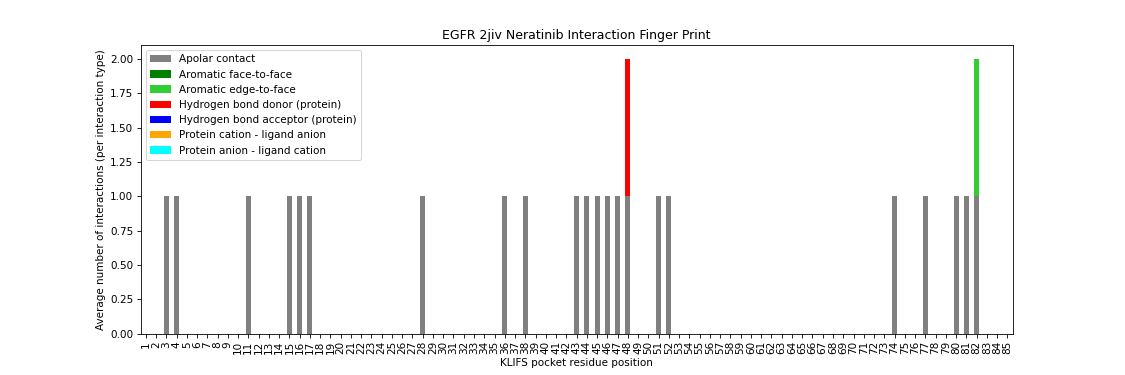 EGFR 2jiv Neratinib Interaction Finger Print
Apolar contact
Aromatic face-to-face
Aromatic edge-to-face
Hydrogen bond donor (protein)
Hydrogen bond acceptor (protein)
Protein cation - ligand anion
Protein anion - ligand cation
Average number of interactions (per interaction type)
2.00
1.75
1.50
1.25
1.00
0.75
0.50
0.25
0.00
1 2 3 4 5 6 7 8 9 10 11 12 13 14 15 16 17 18 19 20 21 22 23 24 25 26 27 28 29 30 31 32 33 34 35 36 37 38 39 40 41 42 43 44 45 46 47 48 49 50 51 52 53 54 55 56 57 58 59 60 61 62 63 64 65 66 67 68 69 70 71 72 73 74 75 76 77 78 79 80 81 82 83 84 85
KLIFS pocket residue position